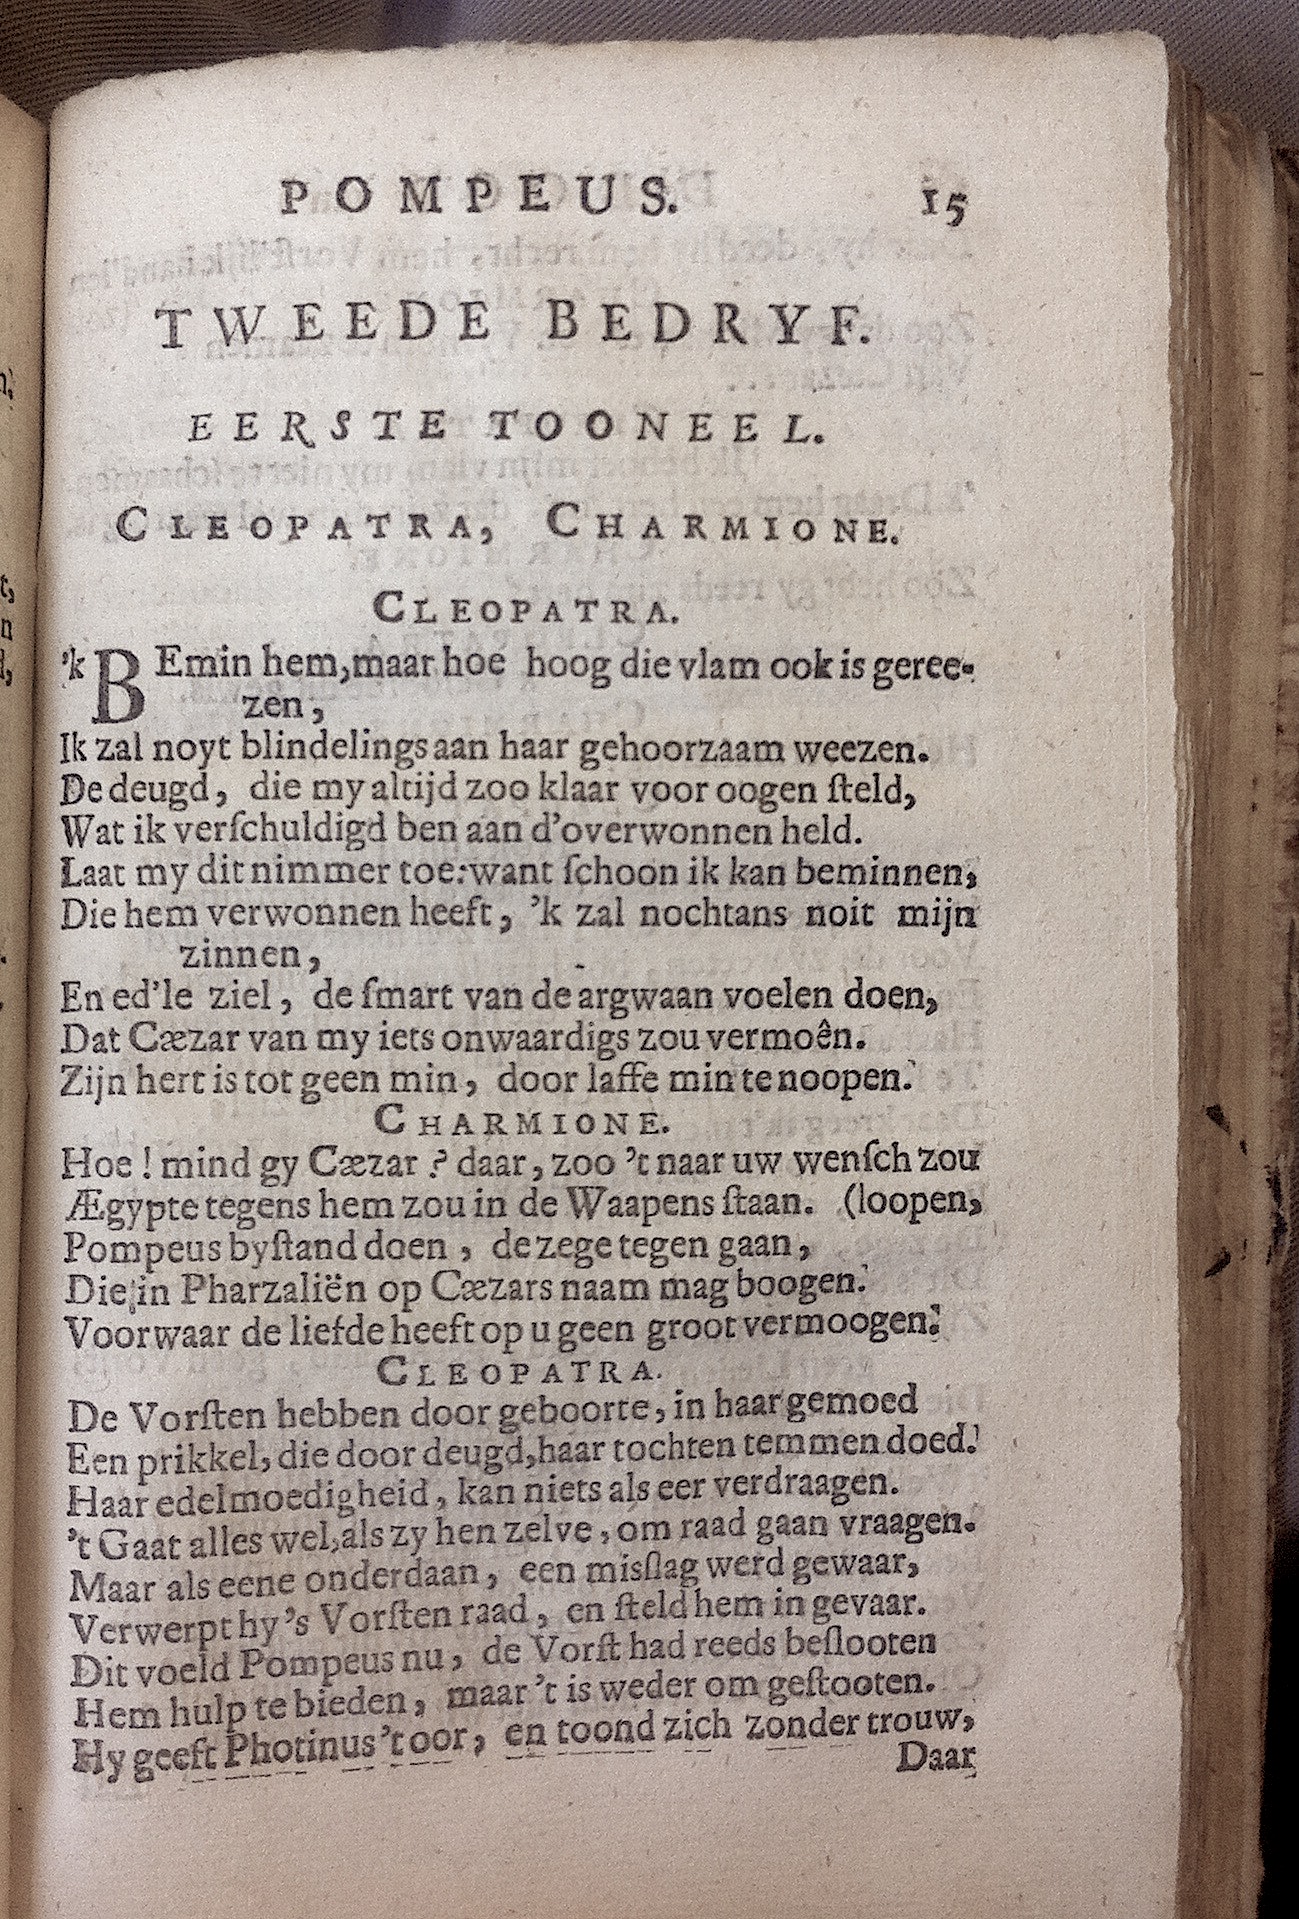 POMPEUS. 15
TWEEDE BEDRYF.
EERSTE TOONEEL.
CLEOPATRA, CHARMIONE.
CLEOPATRA.
'k BEmin hem, maar hoe hoog die vlam ook is geree-
zen,
Ik zal noyt blindelings aan haar gehoorzaam weezen.
De deugd, die my altijd zoo klaar voor oogen ſteld,
Wat ik verſchuldigd ben aan d'overwonnen held.
Laat my dit nimmer toe: want ſchoon ik kan beminnen,
Die hem verwonnen heeft, 'k zal nochtans noit mijn
zinnen,
En ed'le ziel, de ſmart van de argwaan voelen doen,
Dat Cæzar van my iets onwaardigs zou vermoên.
Zijn hert is tot geen min, door laffe min te noopen.
CHARMIONE.
Hoe! mind gy Cæzar? daar, zoo 't naar uw wenſch zou
Ægypte tegens hem zou in de Waapens ſtaan. (loopen,
Pompeus byſtand doen, de zege tegen gaan,
Die in Pharzaliën op Cæzars naam mag boogen.
Voorwaar de liefde heeft op u geen groot vermoogen.
CLEOPATRA.
De Vorſten hebben door geboorte, in haar gemoed
Een prikkel, die door deugd, haar tochten temmen doed.
Haar edelmoedigheid, kan niets als eer verdraagen.
't Gaat alles wel, als zy hen zelve, om raad gaan vraagen.
Maar als eene onderdaan, een misſlag werd gewaar,
Verwerpt hy 's Vorſten raad, en ſteld hem in gevaar.
Dit voeld Pompeus nu, de Vorſt had reeds beſlooten
Hem hulp te bieden, maar 't is weder om geſtooten.
Hy geeft Photinus 't oor, en toond zich zonder trouw,
Daar